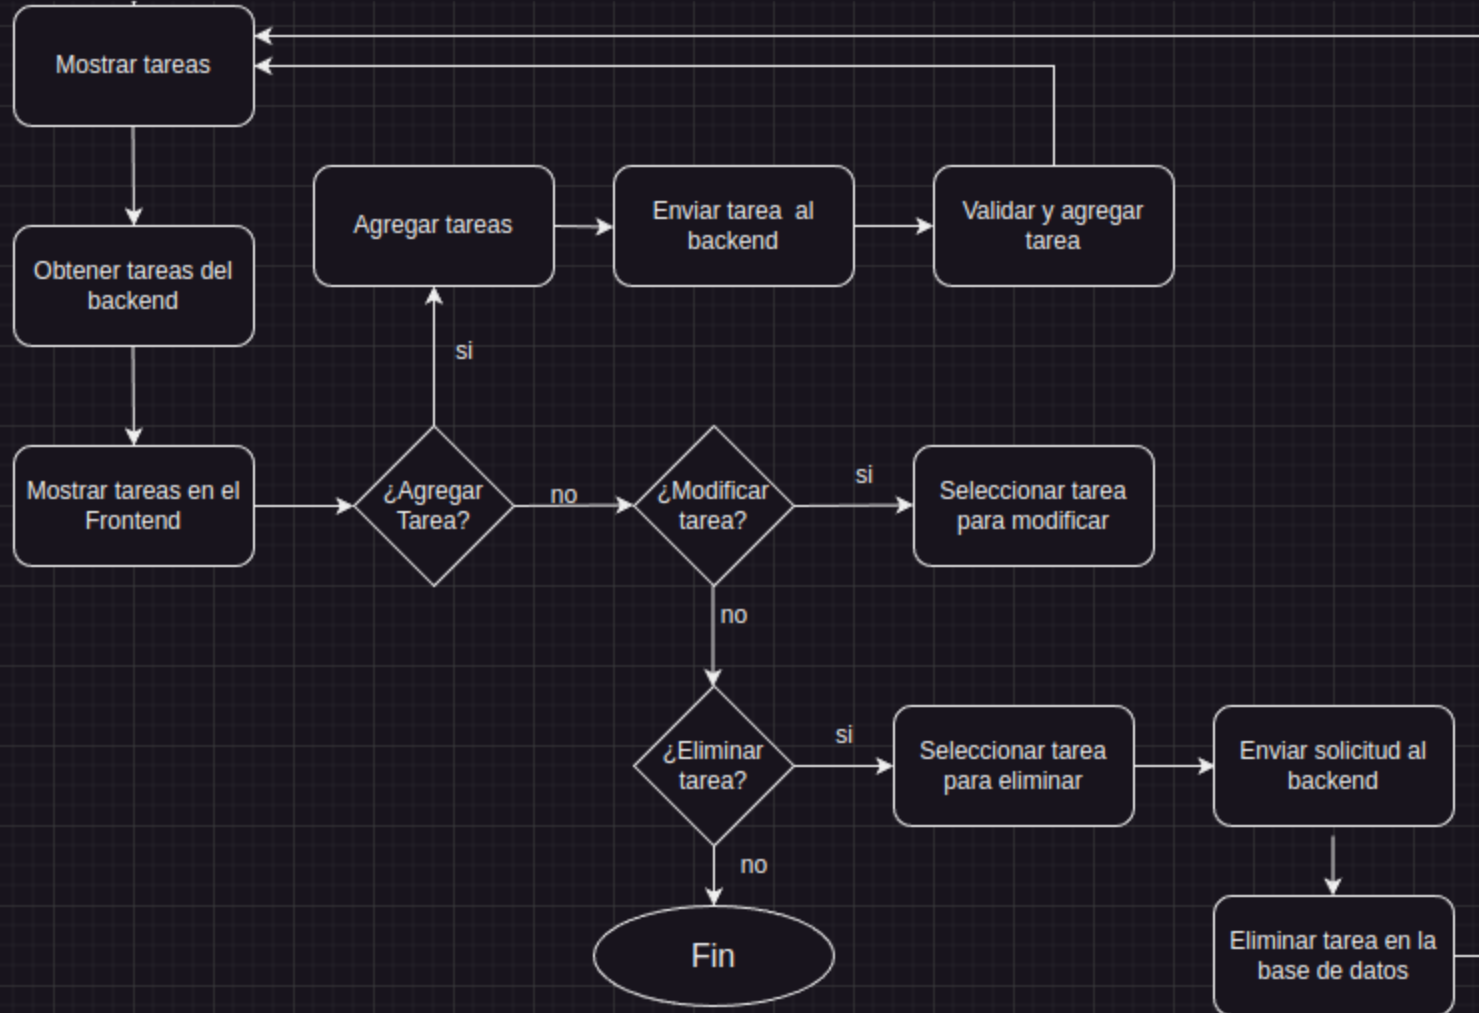 Mostrar tareas
Agregar tareas
Enviar tarea al
backend
Validar y agregar
tarea
Obtener tareas del
backend
si
Mostrar tareas en el
Frontend
¿Agregar
Tarea?
no
¿Modificar
tarea?
si
Seleccionar tarea
para modificar
no
¿Eliminar
tarea?
si
Seleccionar tarea
para eliminar
Enviar solicitud al
backend
no
Fin
Eliminar tarea en la
base de datos